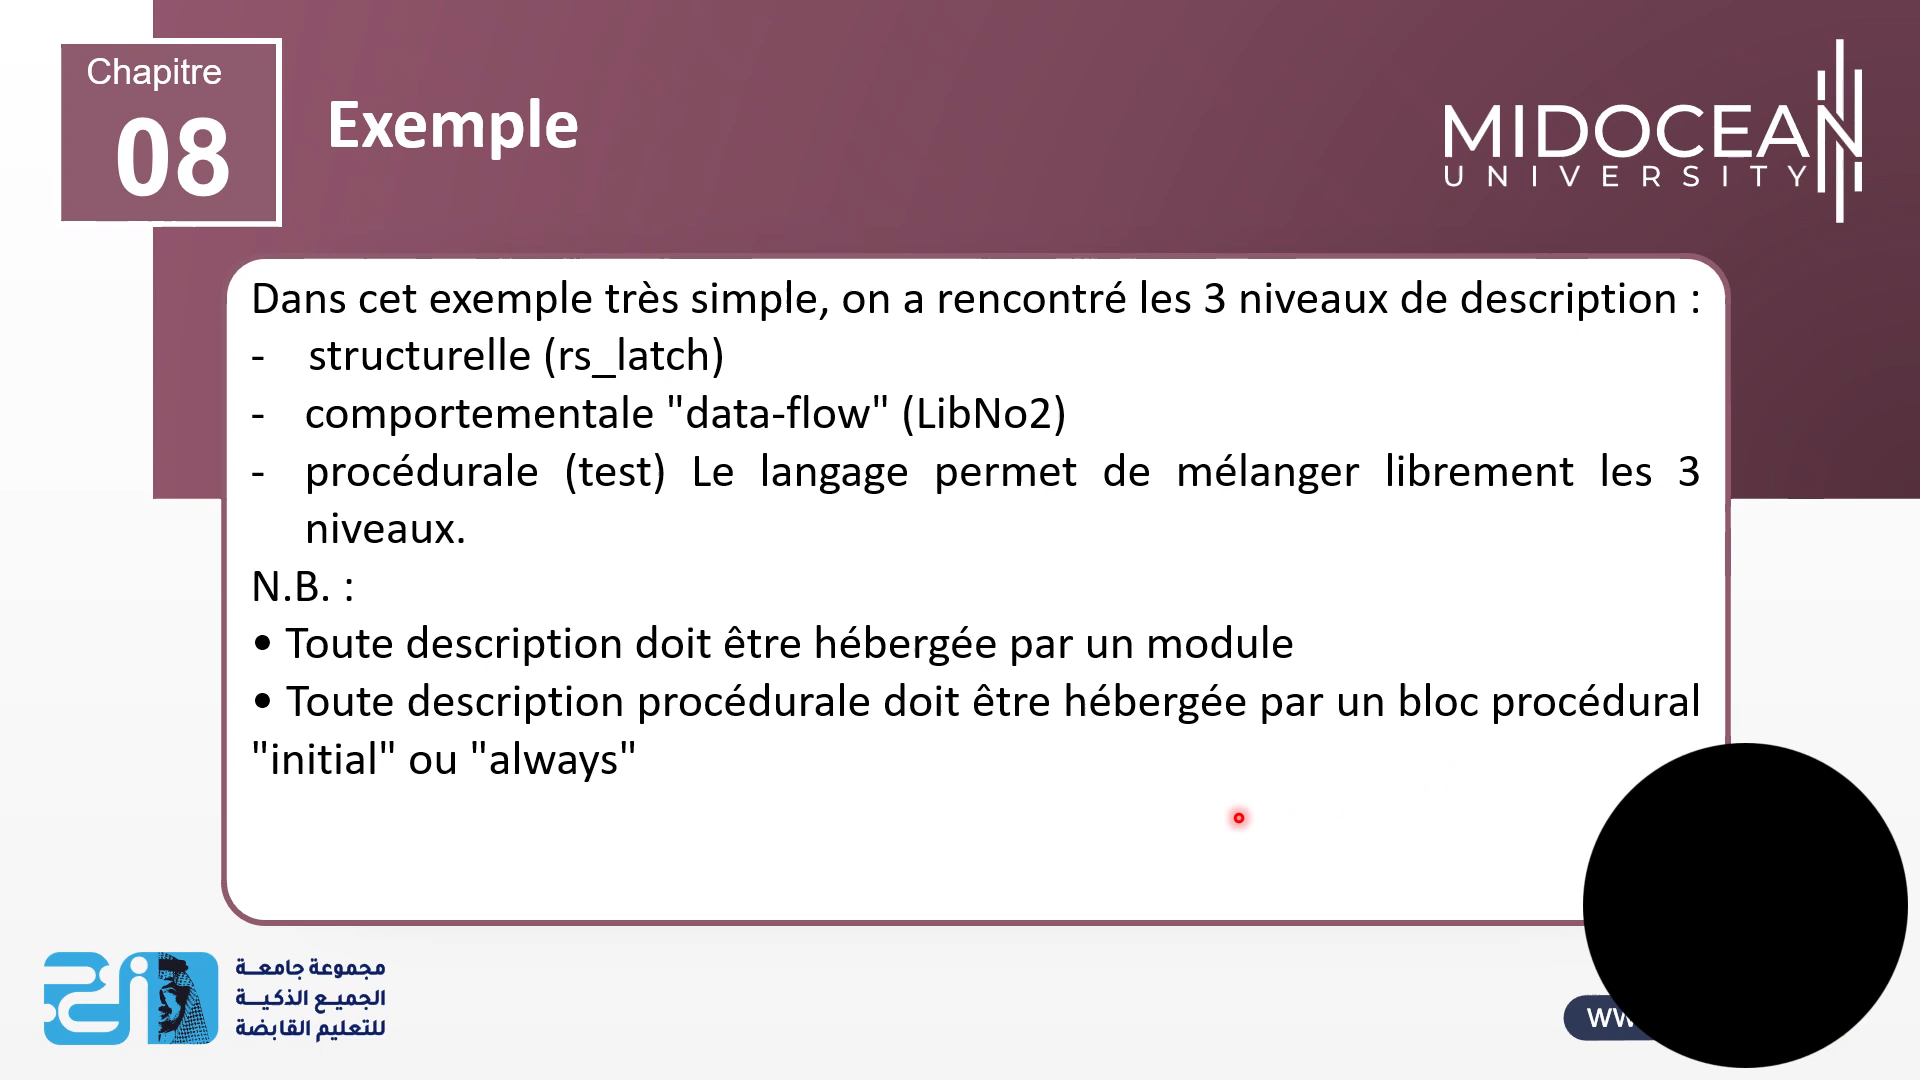 Chapitre
08
Exemple
MIDOCEAN
UNIVERSITY
Dans cet exemple très simple, on a rencontré les 3 niveaux de description :
- structurelle (rs_latch)
- comportementale "data-flow" (LibNo2)
- procédurale (test) Le langage permet de mélanger librement les 3
niveaux.
N.B. :
• Toute description doit être hébergée par un module
• Toute description procédurale doit être hébergée par un bloc procédural
"initial" ou "always"
مجموعة جامعة
الجميع الذكية
للتعليم القابضة